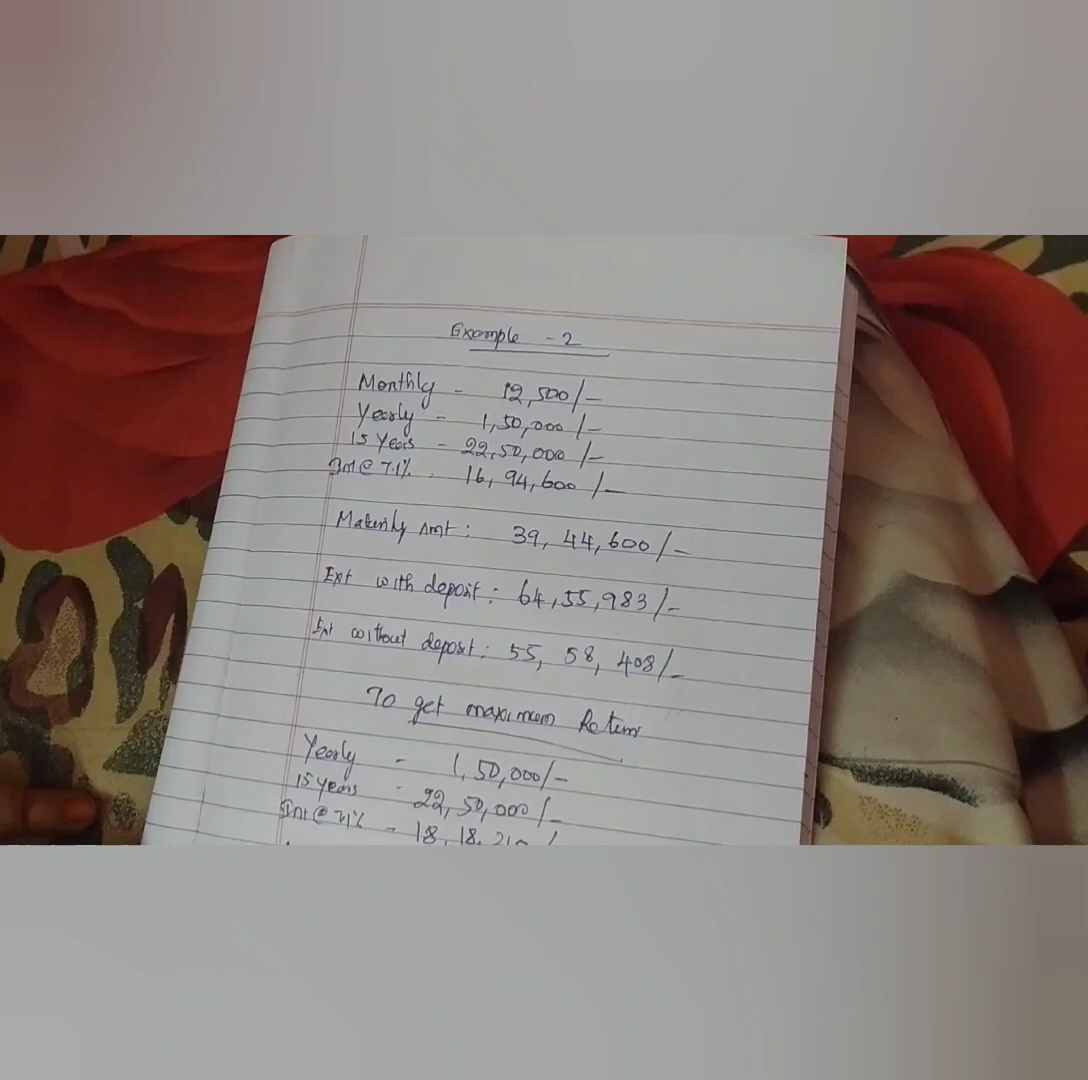 Example - 2
Monthly - 12,500/-
Yearly - 1,50,000/-
15 Years - 22,50,000/-
Int @ 7.1% - 16,94,600/-
Maturity Amt : 39,44,600/-
Ext with deposit : 64,55,983/-
Ext without deposit : 55,58,408/-
To get maximum Return
Yearly - 1,50,000/-
15 years - 22,50,000/-
Int @ 7.1% - 18,18,